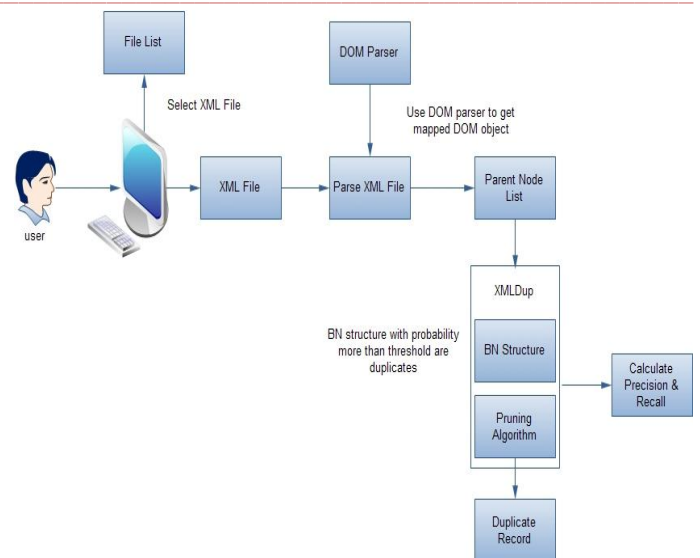 File List
DOM Parser
Select XML File
Use DOM parser to get
mapped DOM object
XML File
Parse XML File
Parent Node
List
user
XMLDup
BN structure with probability
more than threshold are
duplicates
BN Structure
Calculate
Precision &
Recall
Pruning
Algorithm
Duplicate
Record